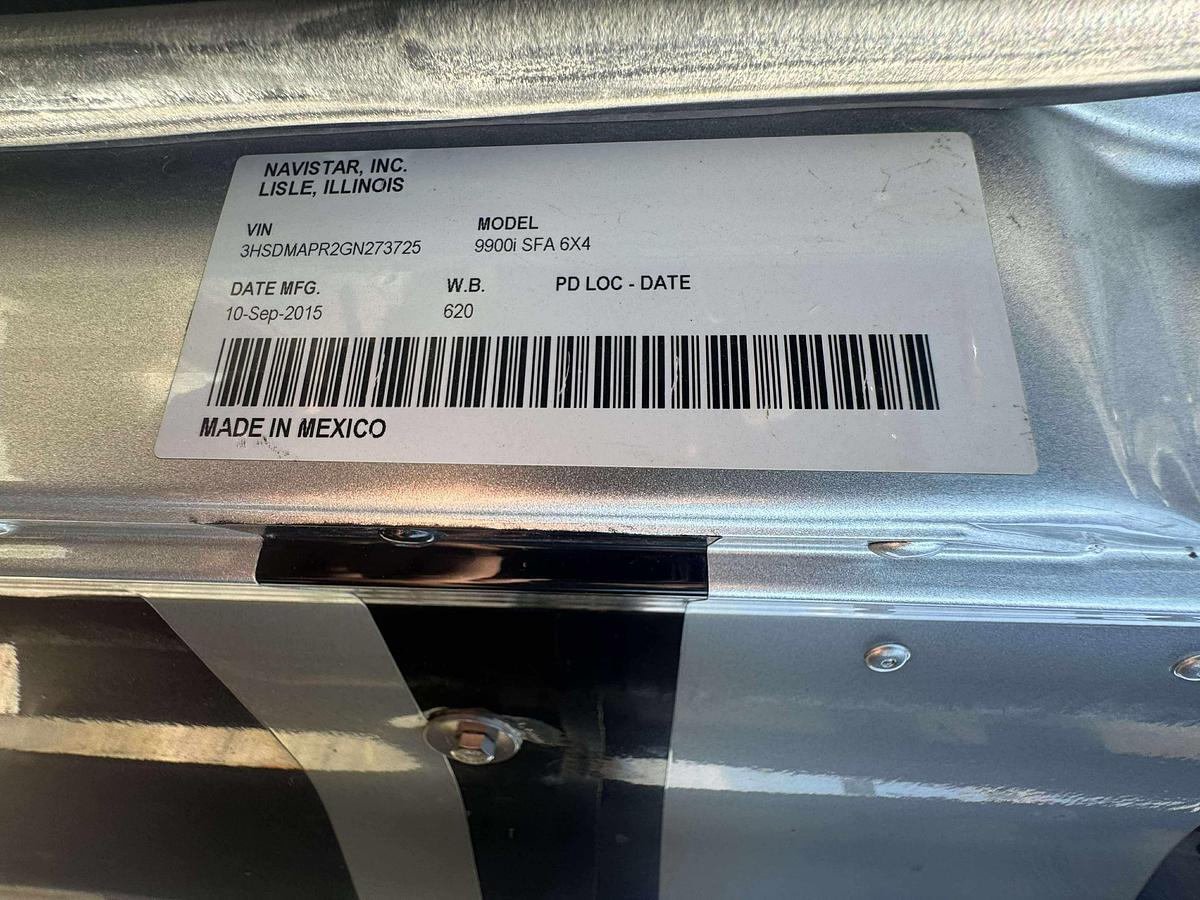 NAVISTAR, INC.
LISLE, ILLINOIS
VIN MODEL
3HSDMAPR2GN273725 9900i SFA 6X4
DATE MFG. W.B. PD LOC - DATE
10-Sep-2015 620
MADE IN MEXICO